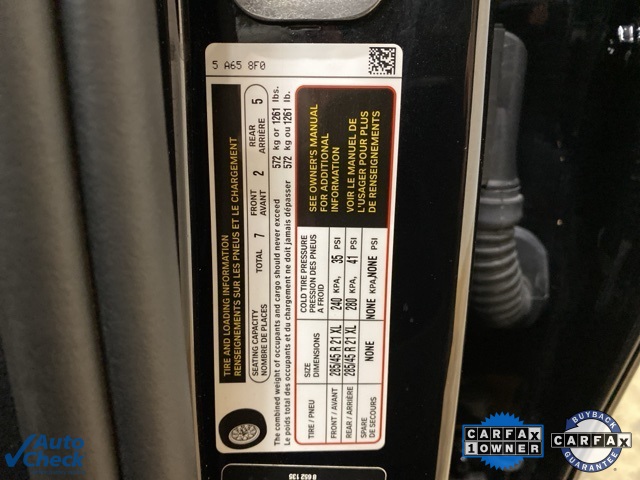 5 A65 8F0
TIRE AND LOADING INFORMATION
RENSEIGNEMENTS SUR LES PNEUS ET LE CHARGEMENT
SEATING CAPACITY TOTAL 7 FRONT 2 REAR 5
NOMBRE DE PLACES AVANT ARRIÈRE
The combined weight of occupants and cargo should never exceed 572 kg or 1261 lbs.
Le poids total des occupants et du chargement ne doit jamais dépasser 572 kg ou 1261 lb.
TIRE / PNEU SIZE COLD TIRE PRESSURE
DIMENSIONS PRESSION DES PNEUS
A FROID
FRONT / AVANT 285/45 R 21 XL 240 KPA, 35 PSI
REAR / ARRIÈRE 285/45 R 21 XL 280 KPA, 41 PSI
SPARE NONE NONE KPA,NONE PSI
DE SECOURS
SEE OWNER'S MANUAL
FOR ADDITIONAL
INFORMATION
VOIR LE MANUEL DE
L'USAGER POUR PLUS
DE RENSEIGNEMENTS
8 652 135
Auto
Check
CARFAX
1 OWNER
BUYBACK
CARFAX
GUARANTEE